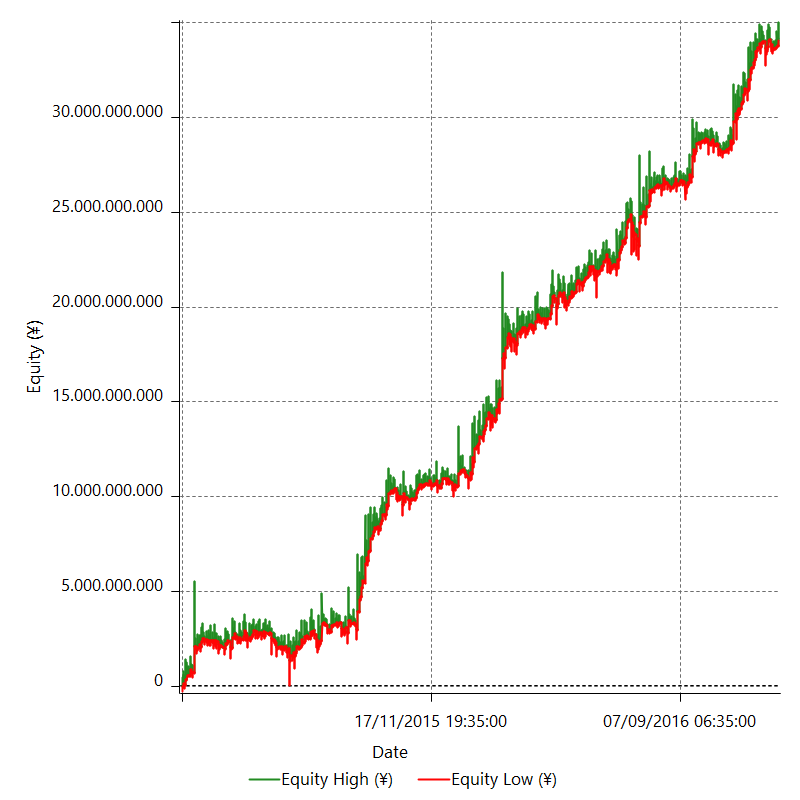 30.000.000.000
25.000.000.000
20.000.000.000
15.000.000.000
10.000.000.000
5.000.000.000
0
Equity (¥)
17/11/2015 19:35:00
07/09/2016 06:35:00
Date
Equity High (¥)
Equity Low (¥)